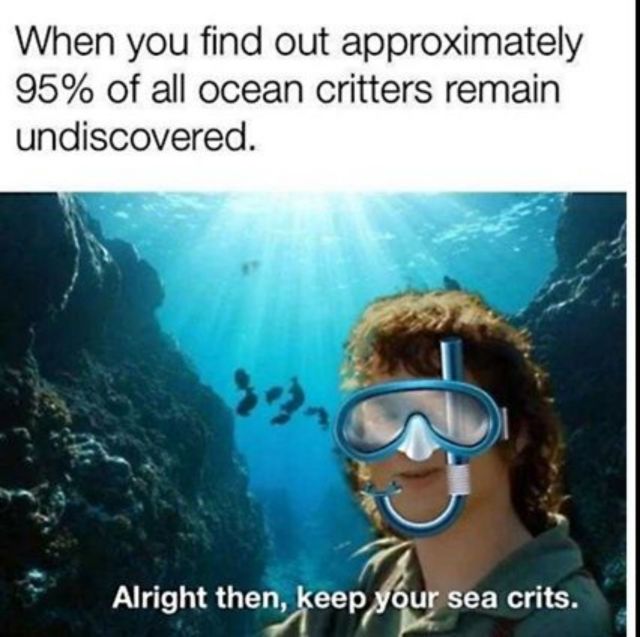 When you find out approximately
95% of all ocean critters remain
undiscovered.
Alright then, keep your sea crits.